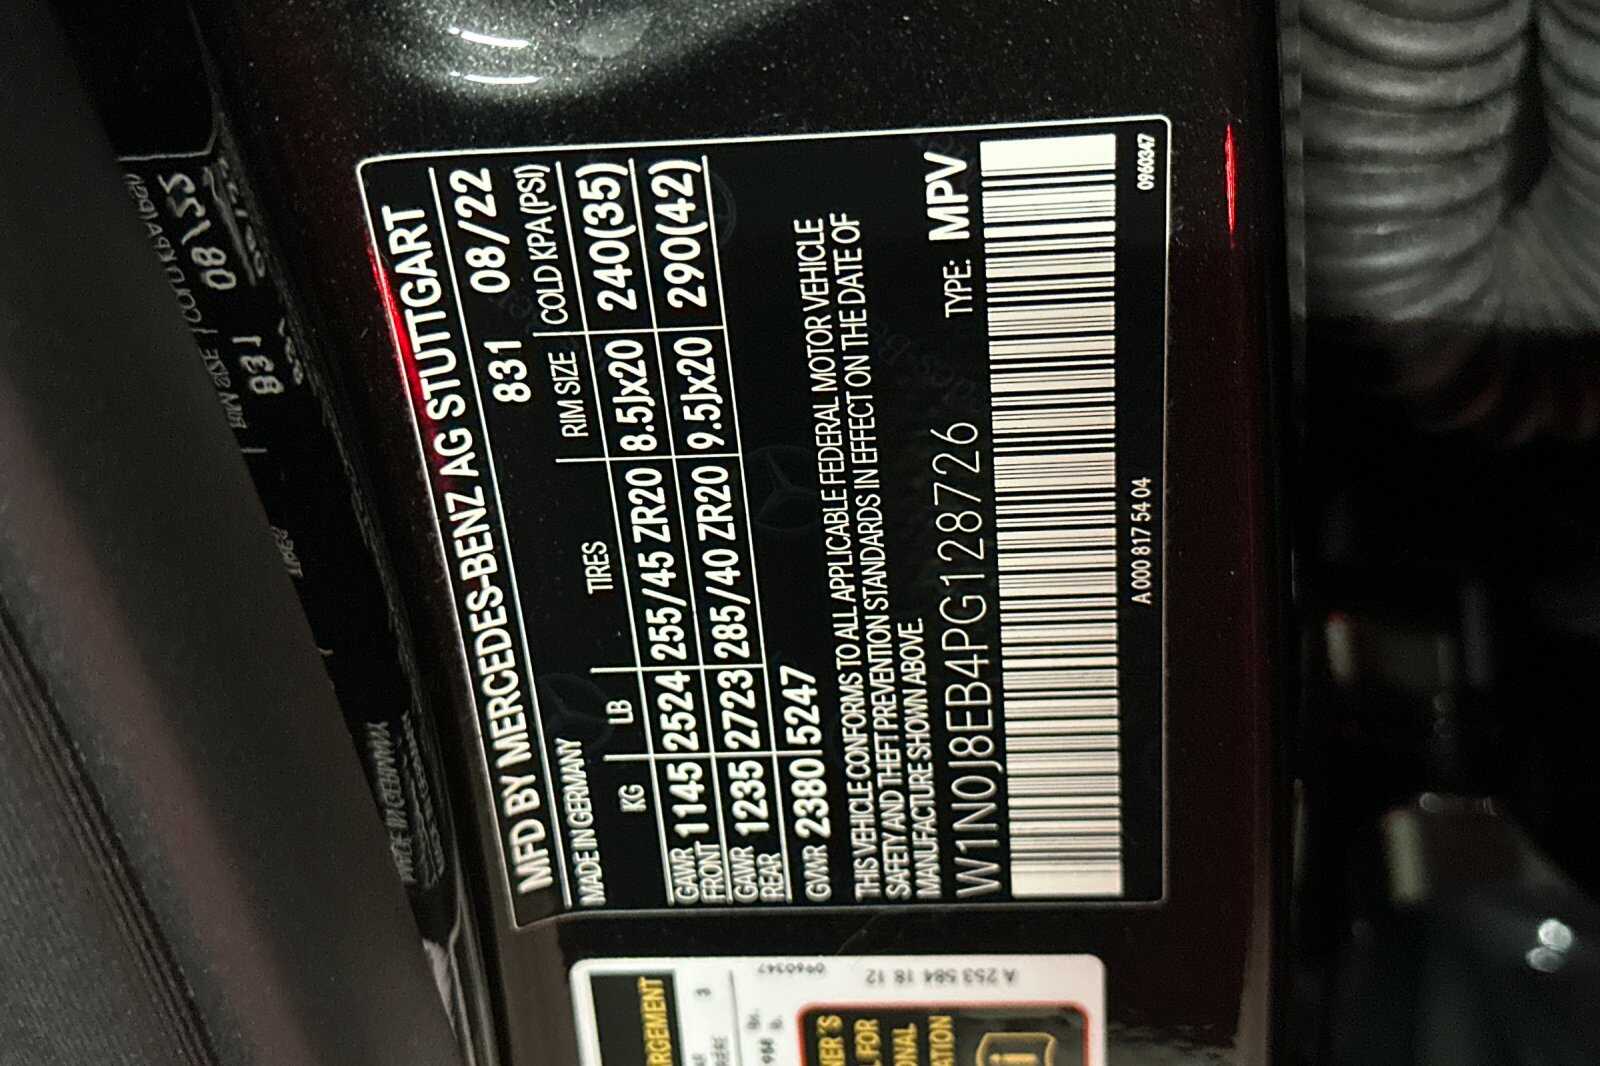 MFD BY MERCEDES-BENZ AG STUTTGART
MADE IN GERMANY 831 08/22
KG LB TIRES RIM SIZE COLD KPA (PSI)
GAWR FRONT 1145 2524 255/45 ZR20 8.5Jx20 240(35)
GAWR REAR 1235 2723 285/40 ZR20 9.5Jx20 290(42)
GVWR 2380 5247
THIS VEHICLE CONFORMS TO ALL APPLICABLE FEDERAL MOTOR VEHICLE
SAFETY AND THEFT PREVENTION STANDARDS IN EFFECT ON THE DATE OF
MANUFACTURE SHOWN ABOVE.
TYPE: MPV
W1N0J8EB4PG128726
A 000 817 54 04
0960347
0960347
A 253 584 18 12